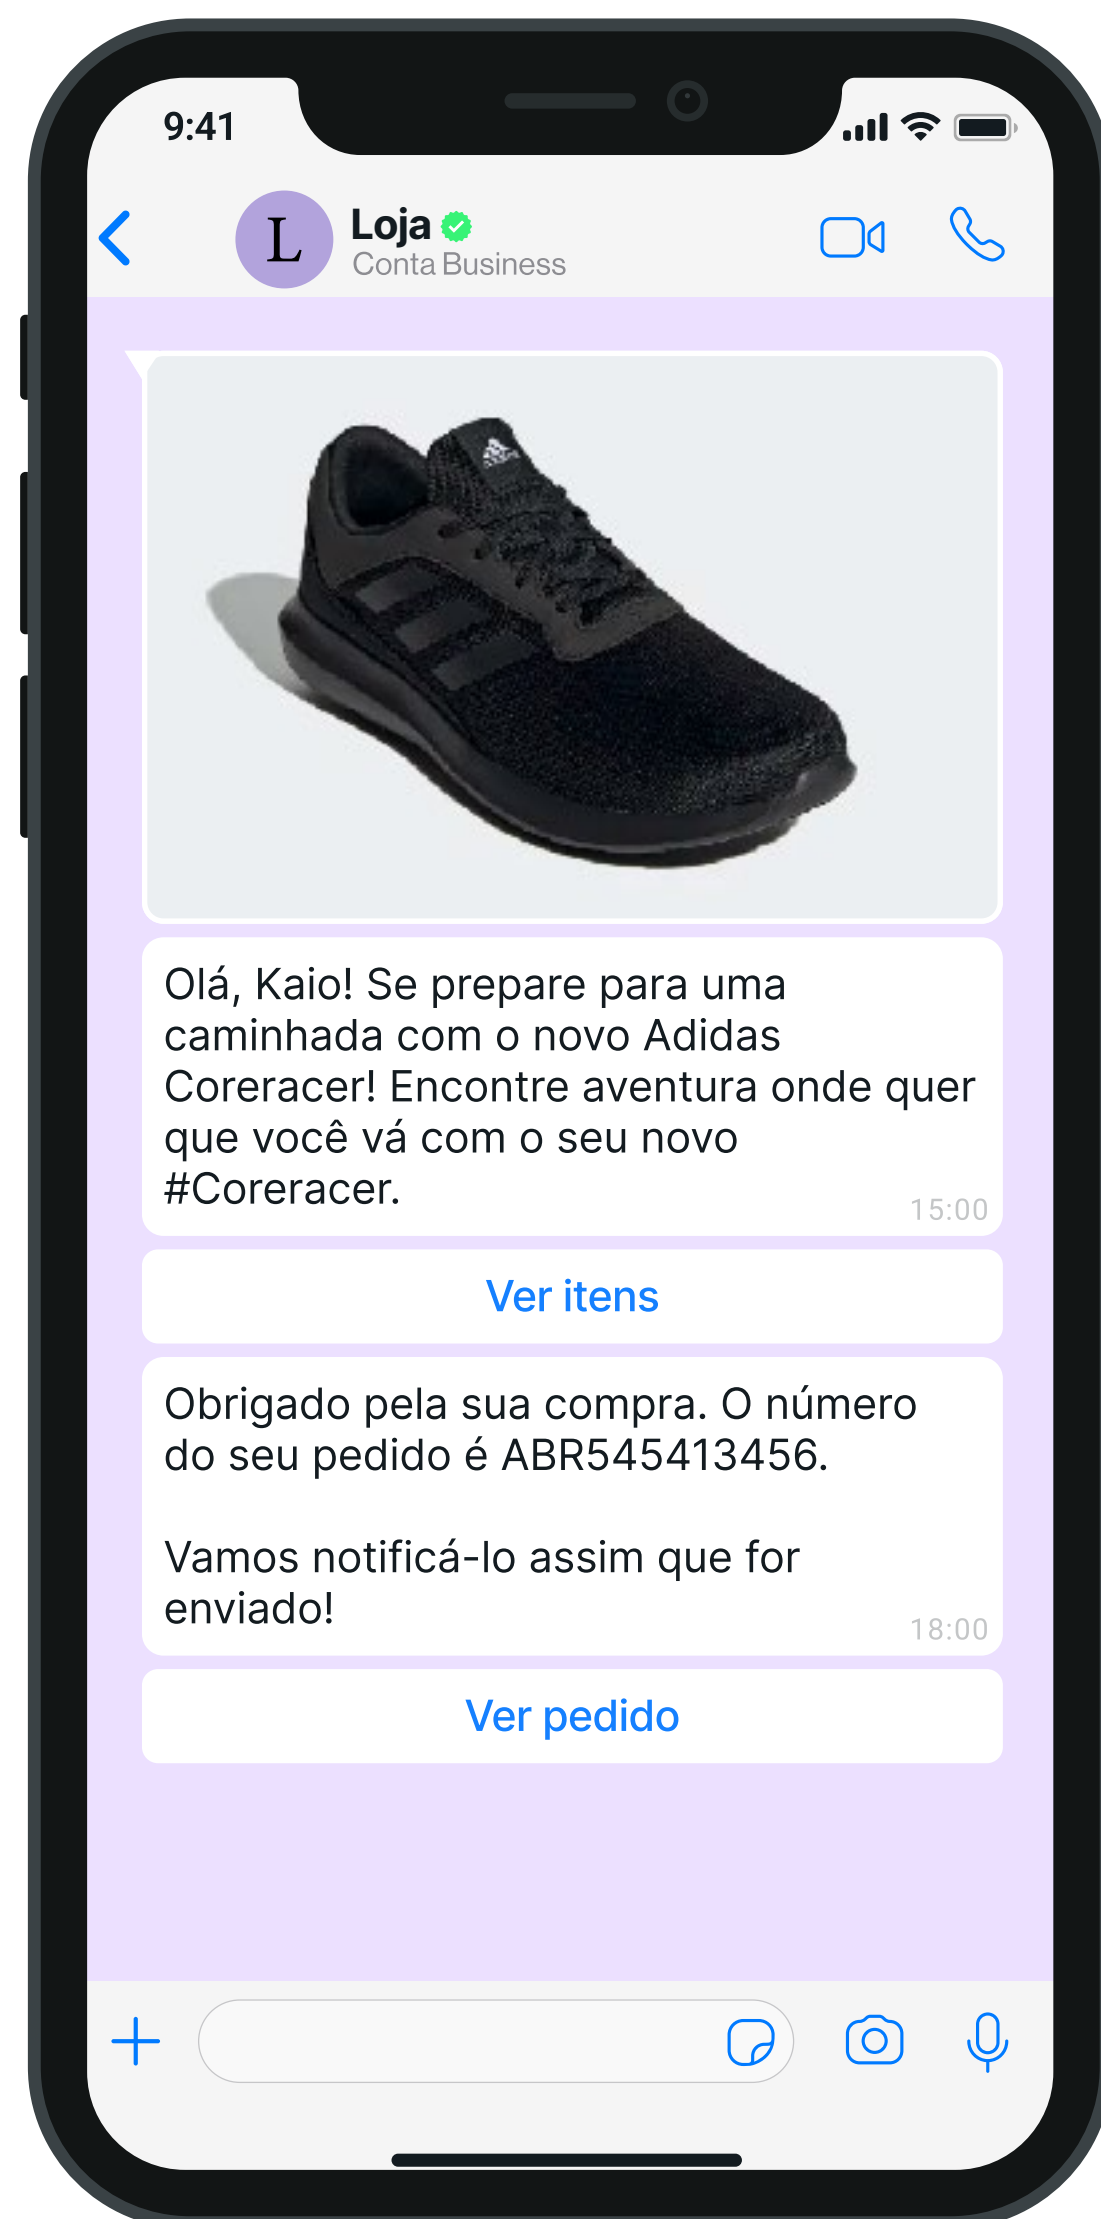 9:41
L
Loja
Conta Business
Olá, Kaio! Se prepare para uma
caminhada com o novo Adidas
Coreracer! Encontre aventura onde quer
que você vá com o seu novo
#Coreracer.
15:00
Ver itens
Obrigado pela sua compra. O número
do seu pedido é ABR545413456.
Vamos notificá-lo assim que for
enviado!
18:00
Ver pedido